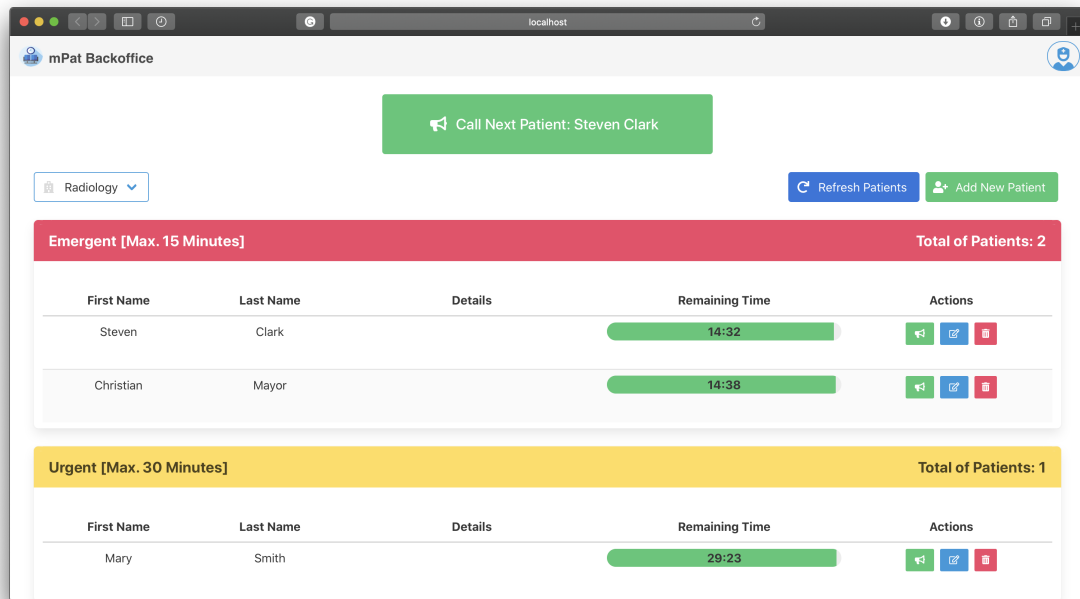 localhost
mPat Backoffice
Call Next Patient: Steven Clark
Radiology
Refresh Patients
Add New Patient
Emergent [Max. 15 Minutes] Total of Patients: 2
First Name Last Name Details Remaining Time Actions
Steven Clark 14:32
Christian Mayor 14:38
Urgent [Max. 30 Minutes] Total of Patients: 1
First Name Last Name Details Remaining Time Actions
Mary Smith 29:23